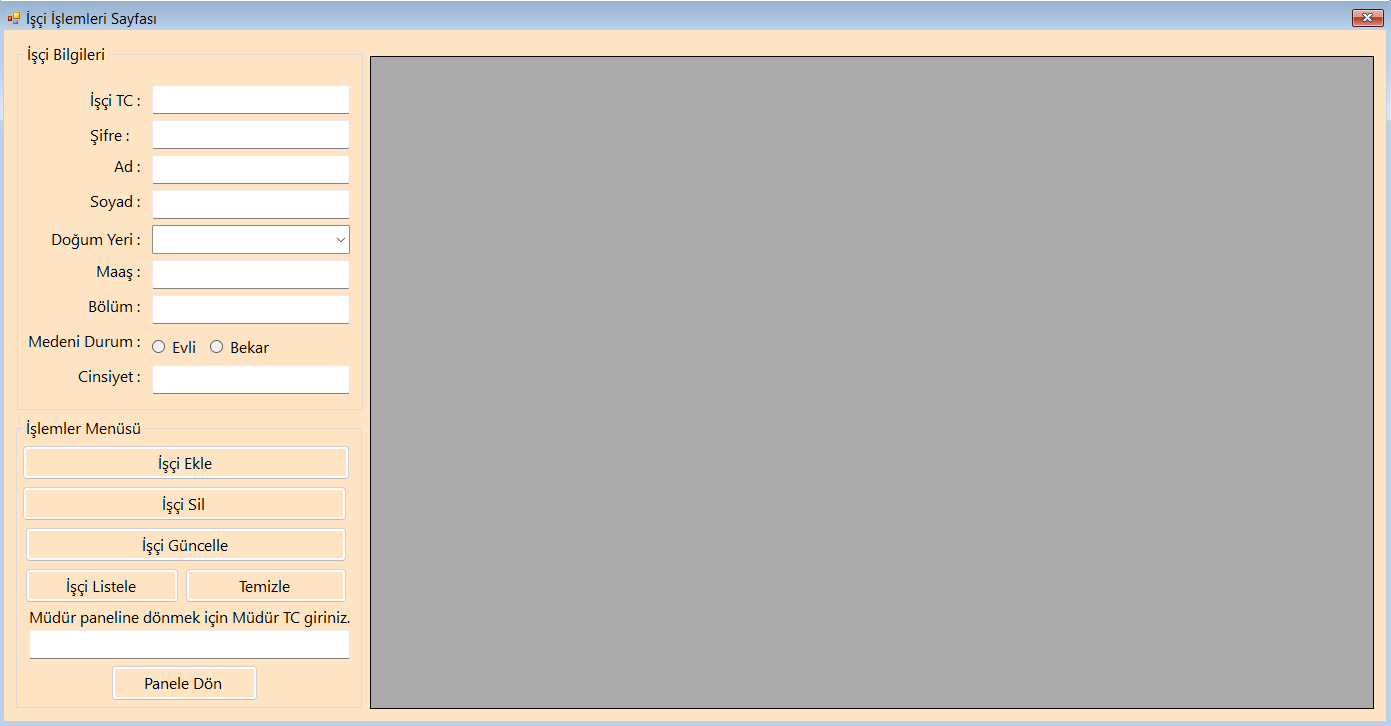 İşçi İşlemleri Sayfası
İşçi Bilgileri
İşçi TC :
Şifre :
Ad :
Soyad :
Doğum Yeri :
Maaş :
Bölüm :
Medeni Durum : Evli Bekar
Cinsiyet :
İşlemler Menüsü
İşçi Ekle
İşçi Sil
İşçi Güncelle
İşçi Listele Temizle
Müdür paneline dönmek için Müdür TC giriniz.
Panele Dön